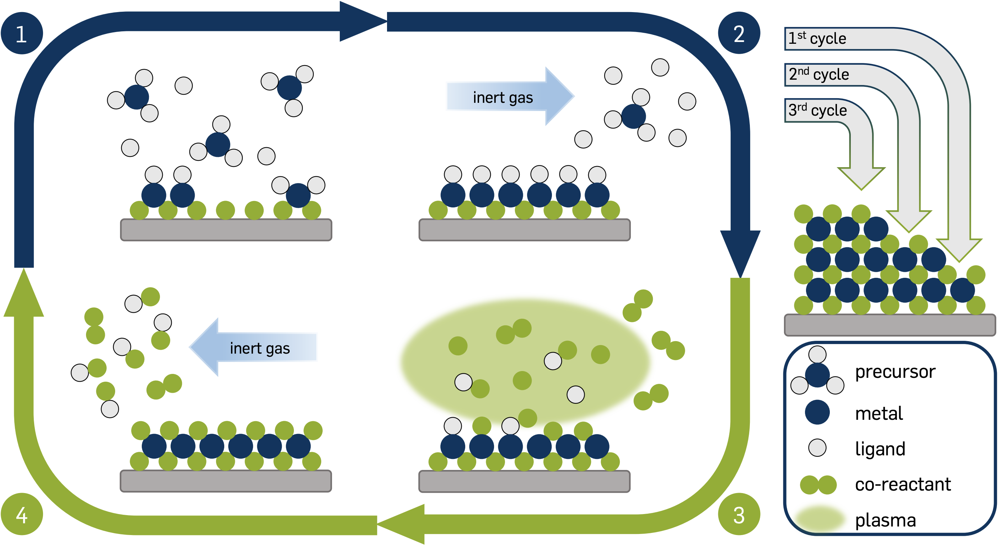 1
2
inert gas
inert gas
3
4
1st cycle
2nd cycle
3rd cycle
precursor
metal
ligand
co-reactant
plasma